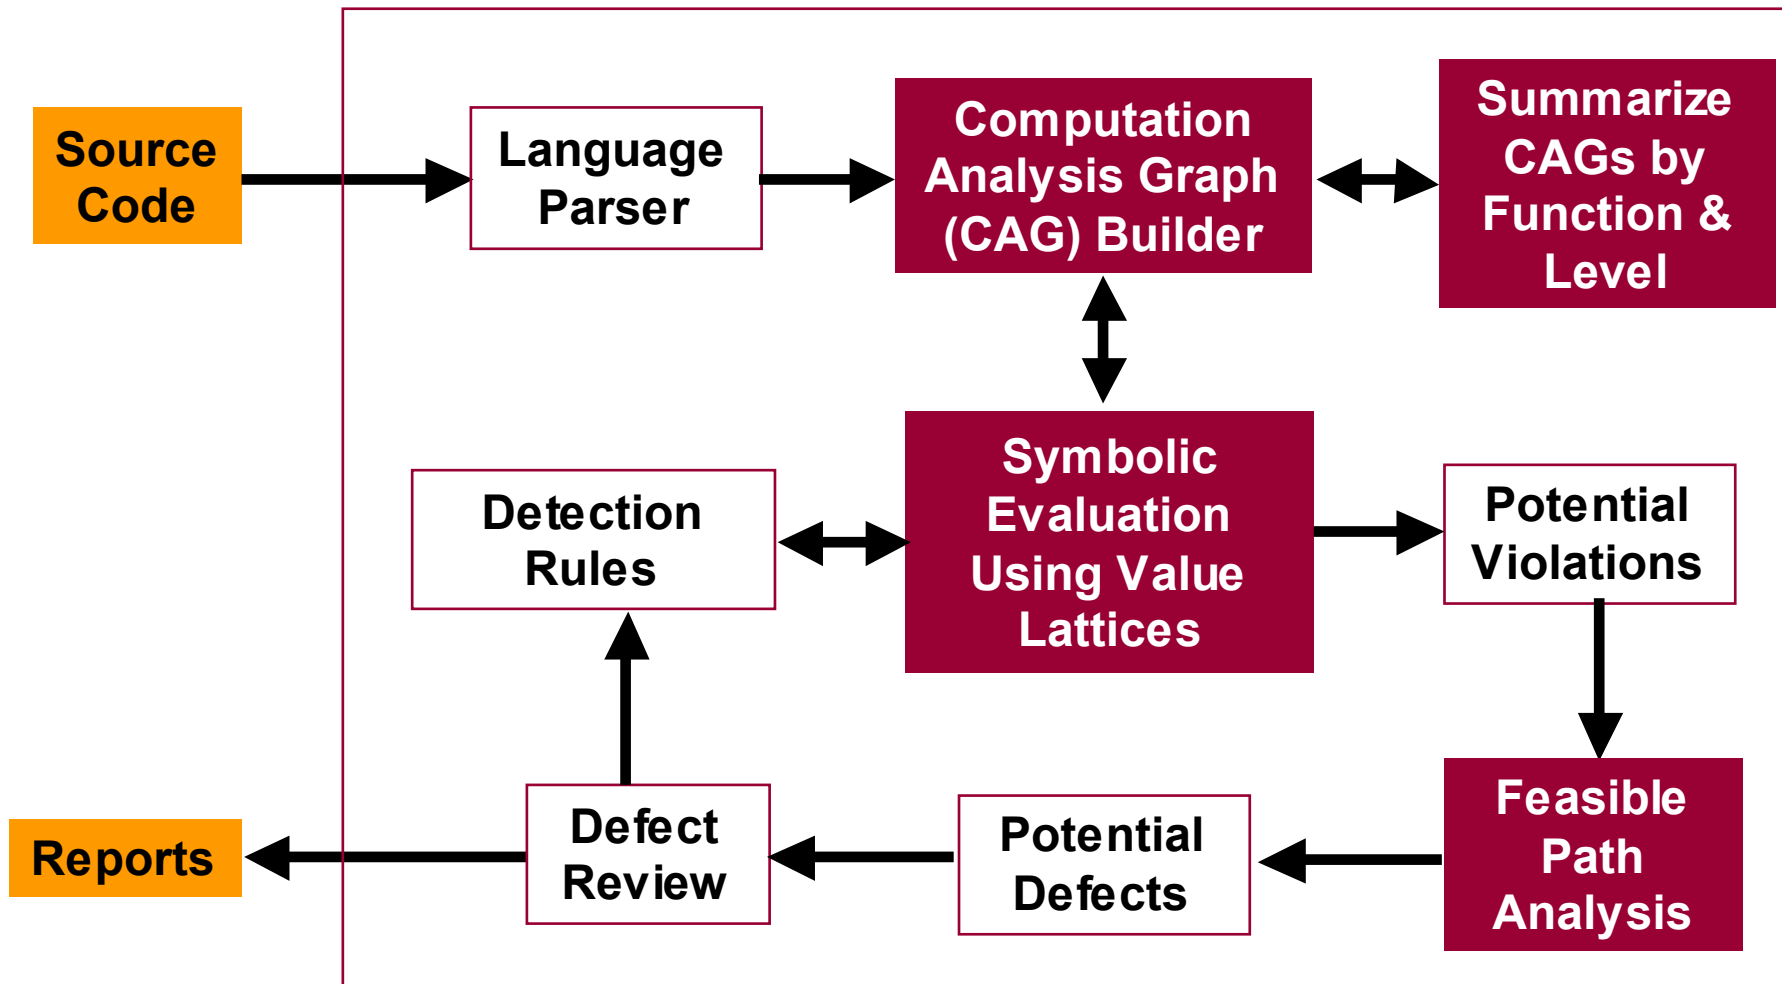 Source
Code
Language
Parser
Computation
Analysis Graph
(CAG) Builder
Summarize
CAGs by
Function &
Level
Detection
Rules
Symbolic
Evaluation
Using Value
Lattices
Potential
Violations
Reports
Defect
Review
Potential
Defects
Feasible
Path
Analysis